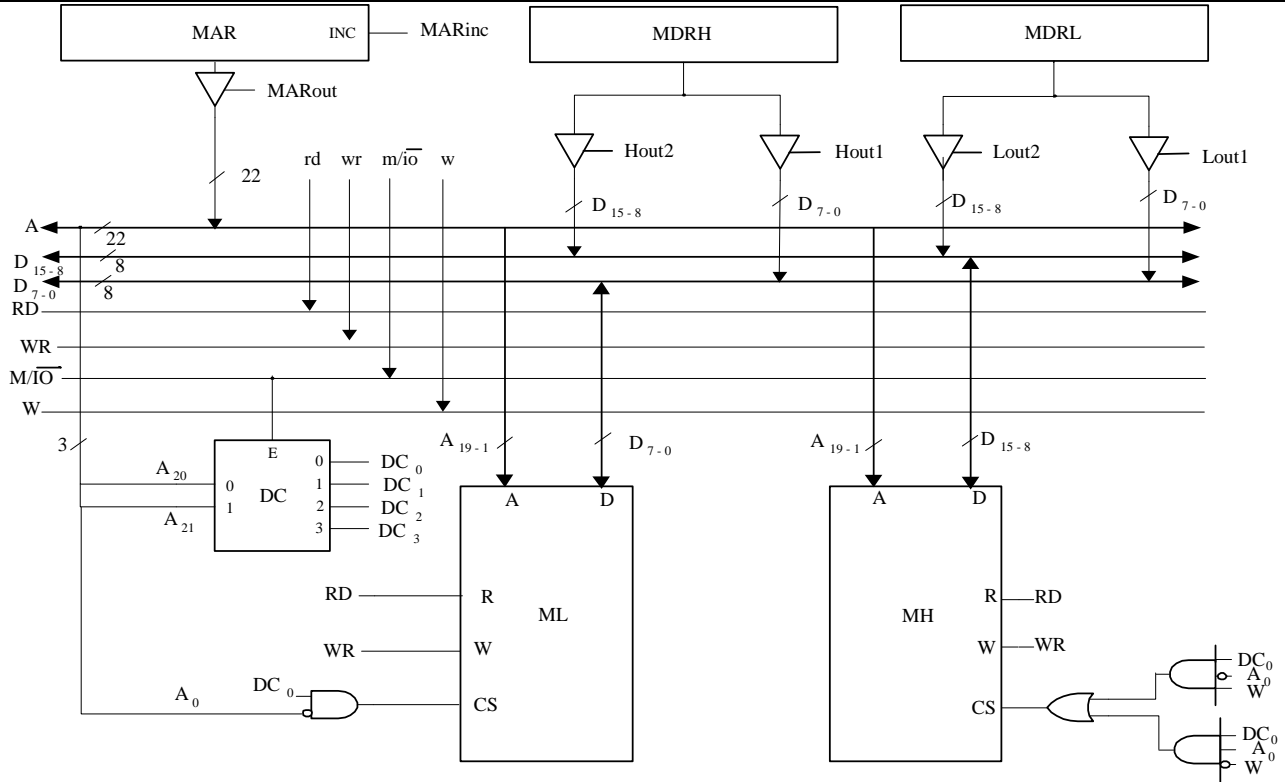 MAR INC MARinc MDRH MDRL
MARout
rd wr m/i̅o̅ w Hout2 Hout1 Lout2 Lout1
22 D 15 - 8 D 7 - 0 D 15 - 8 D 7 - 0
A 22
D 15 - 8 8
D 7 - 0 8
RD
WR
M/I̅O̅
W
3 A 19 - 1 D 7 - 0 A 19 - 1 D 15 - 8
E
A 20 0 DC 0 DC 0
A 21 1 1 DC 1
2 DC 2
3 DC 3
A D A D
RD R ML R RD
MH
WR W W WR
A 0 DC 0 CS CS
DC 0
A 0
W
DC 0
A 0
W